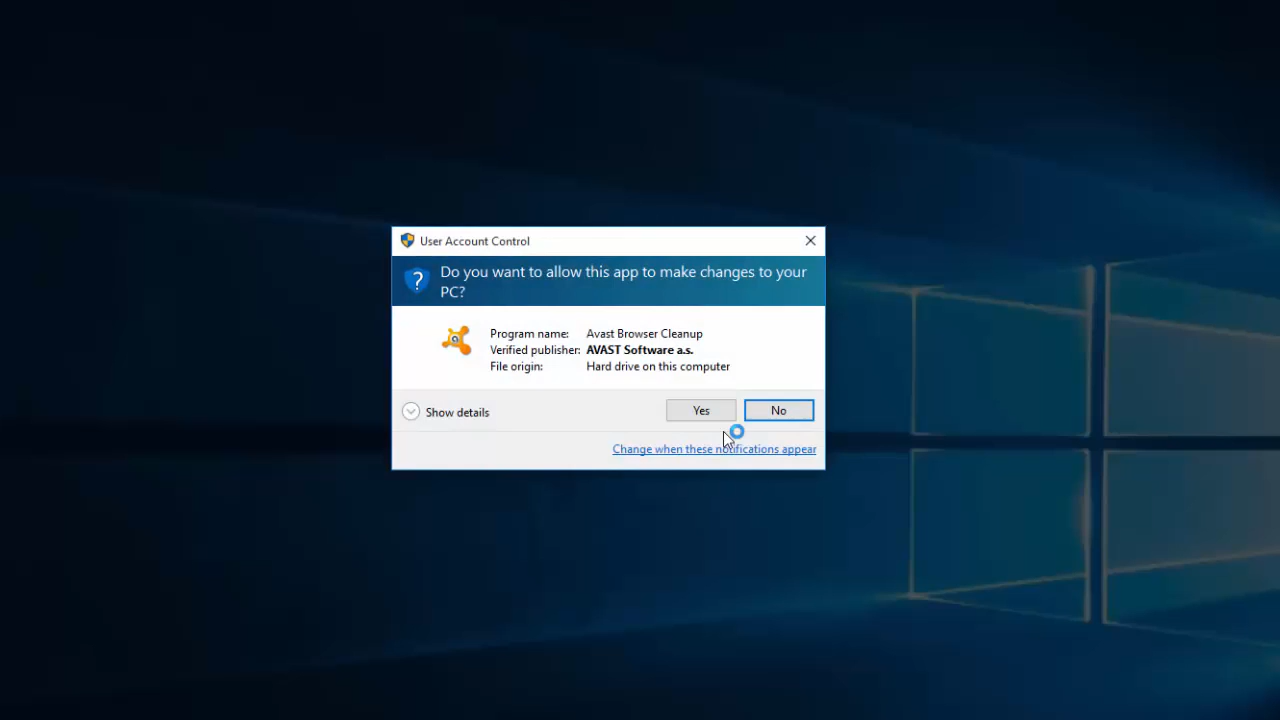 User Account Control
Do you want to allow this app to make changes to your
PC?
Program name: Avast Browser Cleanup
Verified publisher: AVAST Software a.s.
File origin: Hard drive on this computer
Show details
Yes
No
Change when these notifications appear